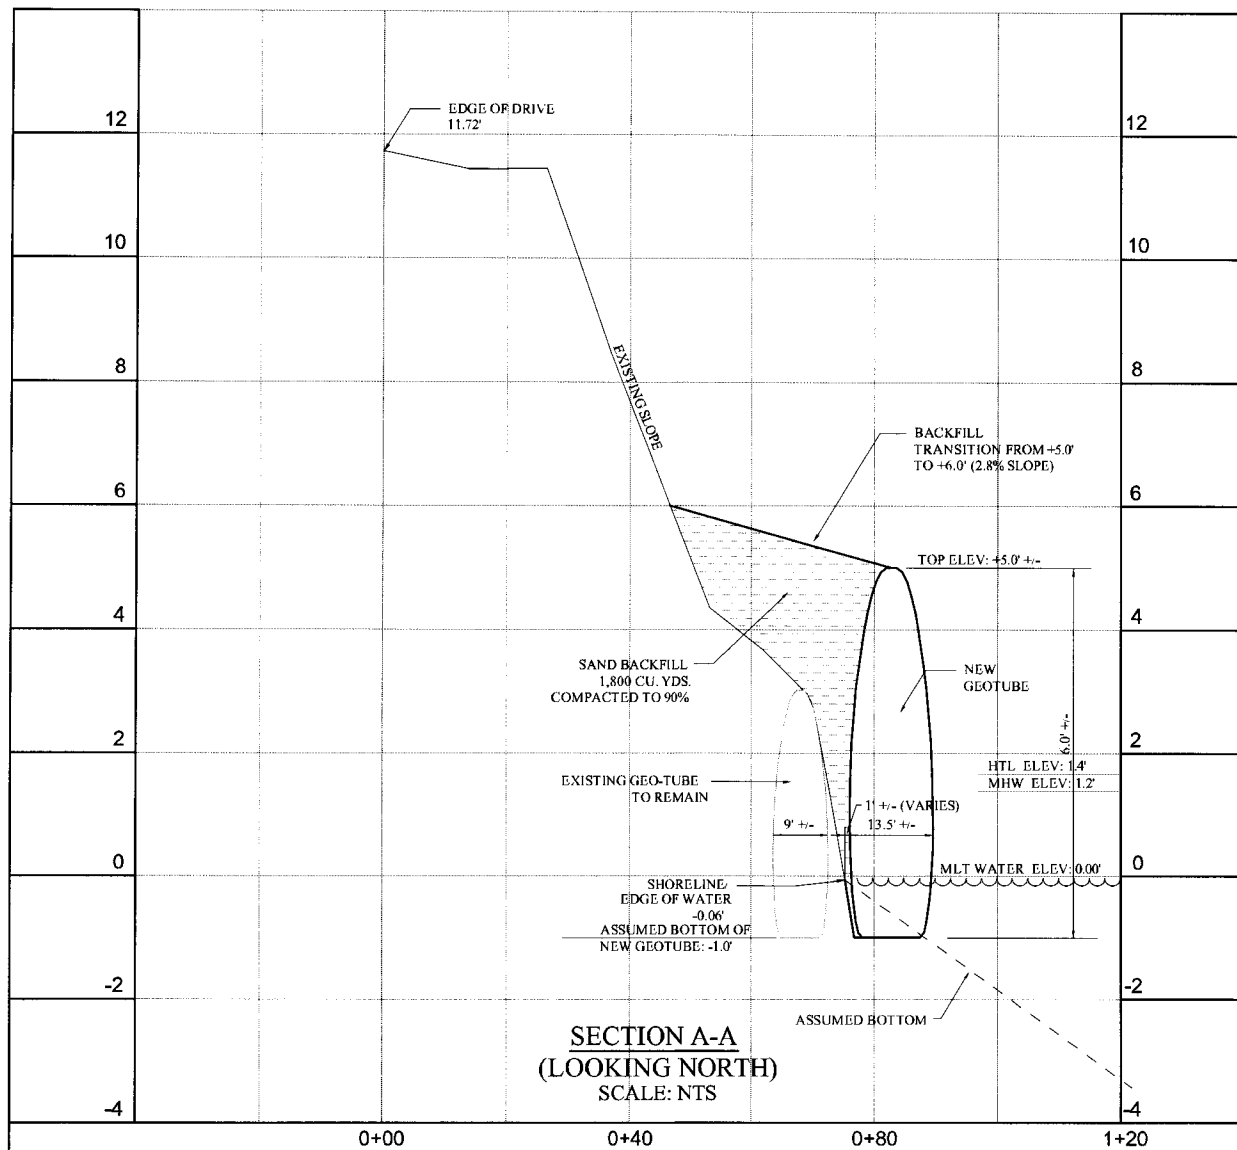 EDGE OF DRIVE
11.72'
12
12
10
10
8
8
EXISTING SLOPE
BACKFILL
TRANSITION FROM +5.0'
TO +6.0' (2.8% SLOPE)
6
6
TOP ELEV: +5.0' +/-
4
4
SAND BACKFILL
1,800 CU. YDS.
COMPACTED TO 90%
NEW
GEOTUBE
6.0' +/-
2
2
HTL ELEV: 1.4'
MHW ELEV: 1.2'
EXISTING GEO-TUBE
TO REMAIN
1' +/- (VARIES)
9' +/-
13.5' +/-
0
0
MLT WATER ELEV: 0.00'
SHORELINE/
EDGE OF WATER
-0.06'
ASSUMED BOTTOM OF
NEW GEOTUBE: -1.0'
-2
-2
ASSUMED BOTTOM
SECTION A-A
(LOOKING NORTH)
SCALE: NTS
-4
-4
0+00
0+40
0+80
1+20